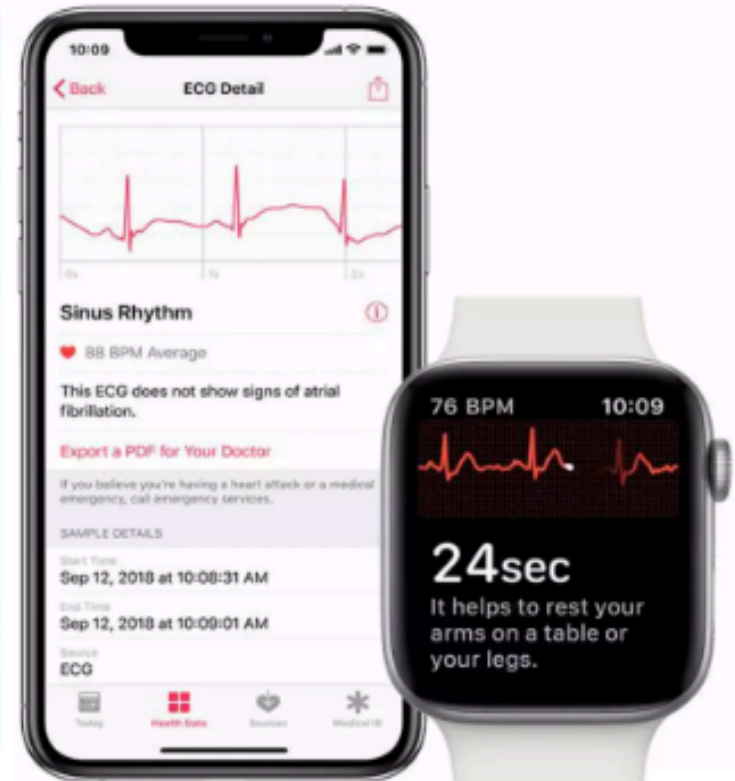 10:09
Back
ECG Detail
0s
1s
2s
Sinus Rhythm
88 BPM Average
This ECG does not show signs of atrial
fibrillation.
Export a PDF for Your Doctor
If you believe you're having a heart attack or a medical
emergency, call emergency services.
SAMPLE DETAILS
Start Time
Sep 12, 2018 at 10:08:31 AM
End Time
Sep 12, 2018 at 10:09:01 AM
Source
ECG
Today
Health Data
Sources
Medical ID
76 BPM
10:09
24sec
It helps to rest your
arms on a table or
your legs.